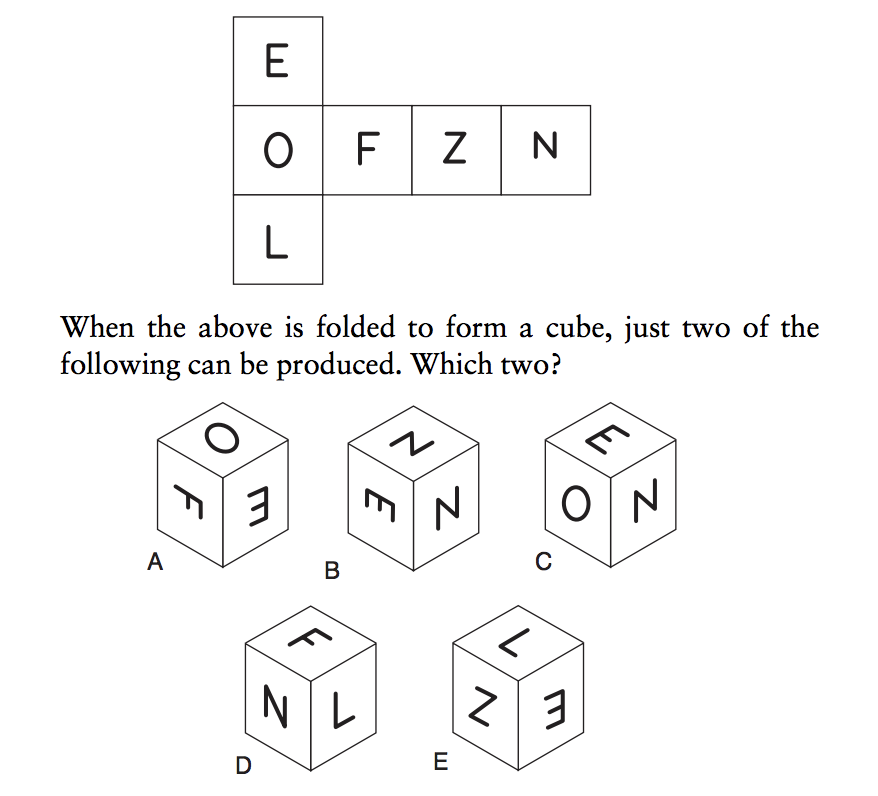 E
O F Z N
L
When the above is folded to form a cube, just two of the
following can be produced. Which two?
O
F E
A
N
E N
B
E
O N
C
F
N L
D
L
Z E
E